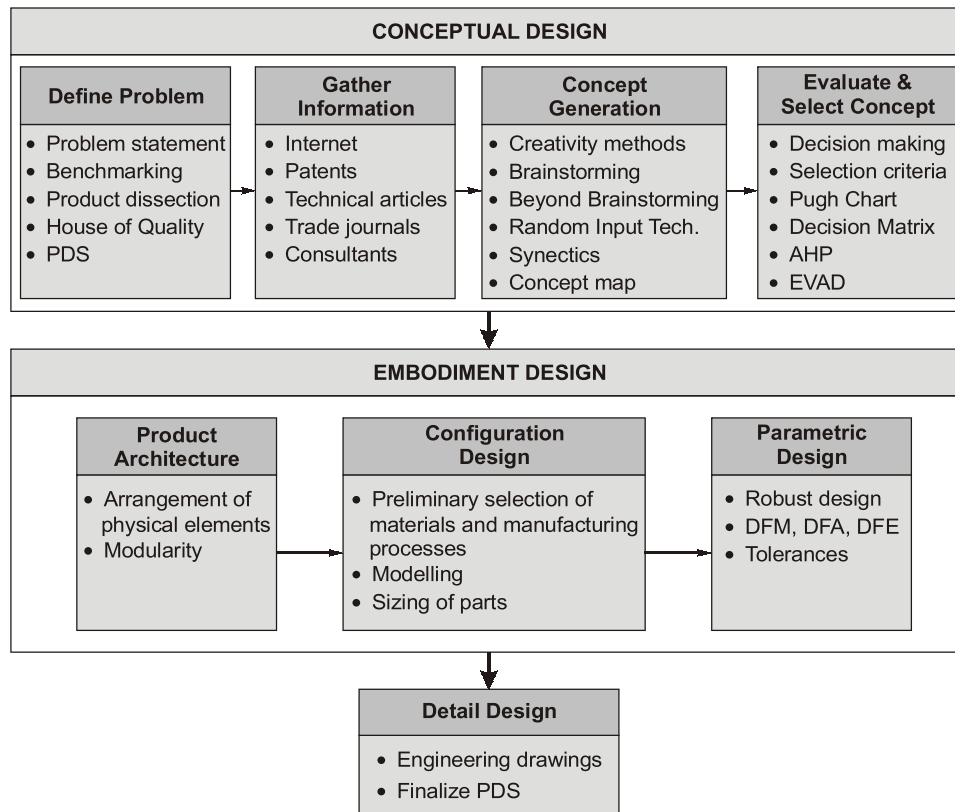 CONCEPTUAL DESIGN
Define Problem
• Problem statement
• Benchmarking
• Product dissection
• House of Quality
• PDS
Gather
Information
• Internet
• Patents
• Technical articles
• Trade journals
• Consultants
Concept
Generation
• Creativity methods
• Brainstorming
• Beyond Brainstorming
• Random Input Tech.
• Synectics
• Concept map
Evaluate &
Select Concept
• Decision making
• Selection criteria
• Pugh Chart
• Decision Matrix
• AHP
• EVAD
EMBODIMENT DESIGN
Product
Architecture
• Arrangement of
physical elements
• Modularity
Configuration
Design
• Preliminary selection of
materials and manufacturing
processes
• Modelling
• Sizing of parts
Parametric
Design
• Robust design
• DFM, DFA, DFE
• Tolerances
Detail Design
• Engineering drawings
• Finalize PDS